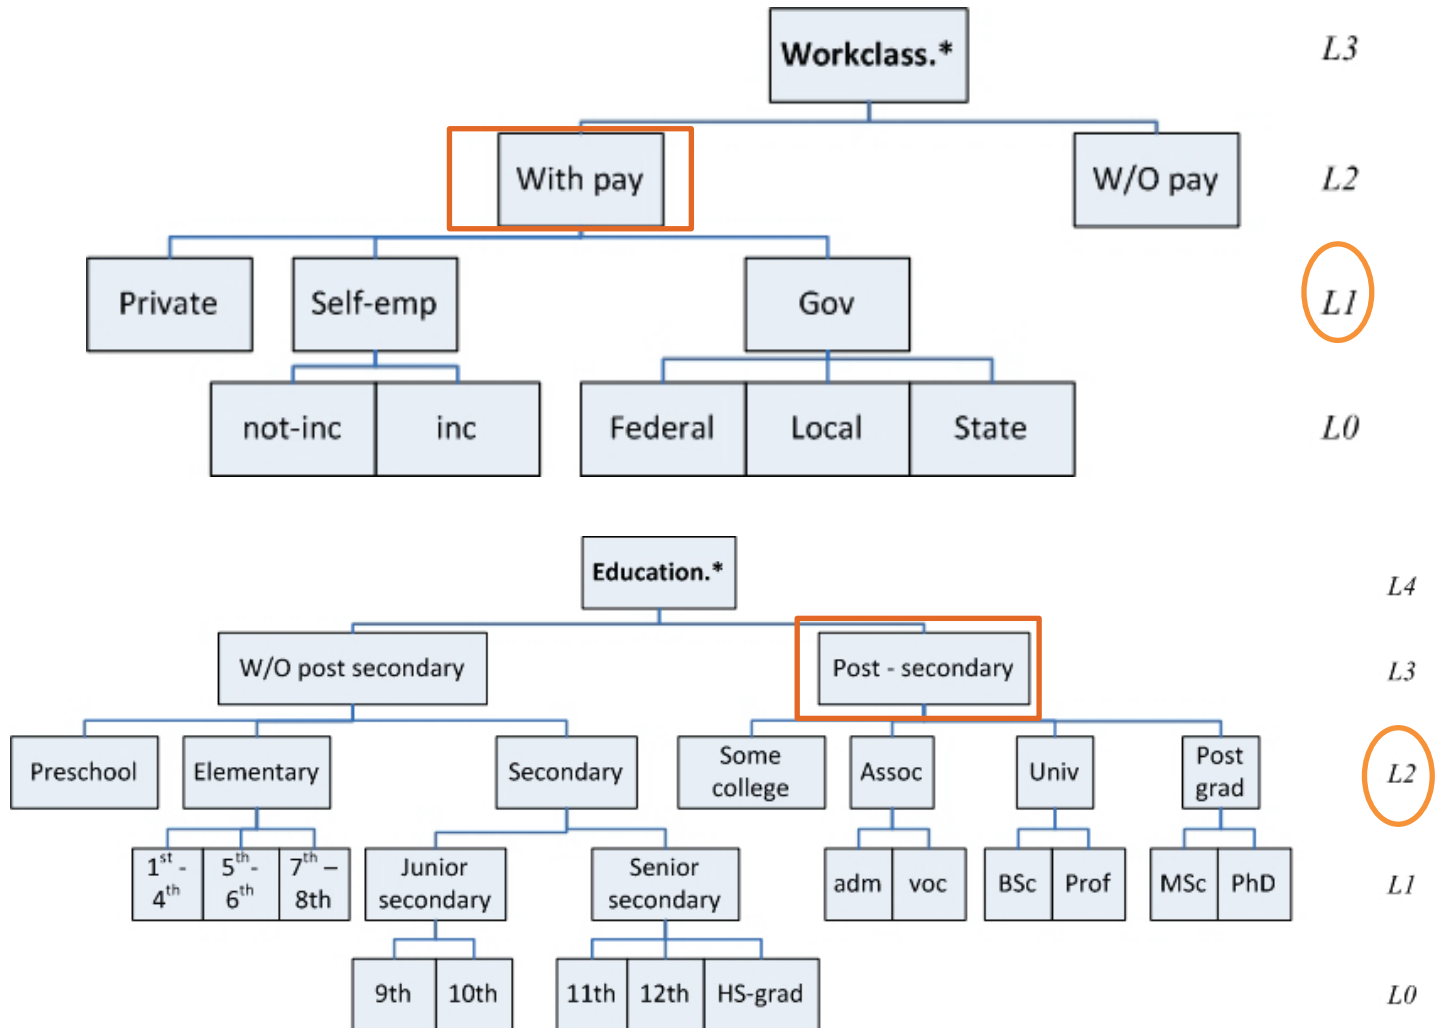 Workclass.*
L3
With pay
W/O pay
L2
Private
Self-emp
Gov
L1
not-inc
inc
Federal
Local
State
L0
Education.*
L4
W/O post secondary
Post - secondary
L3
Preschool
Elementary
Secondary
Some
college
Assoc
Univ
Post
grad
L2
1st -
4th
5th -
6th
7th –
8th
Junior
secondary
Senior
secondary
adm
voc
BSc
Prof
MSc
PhD
L1
9th
10th
11th
12th
HS-grad
L0